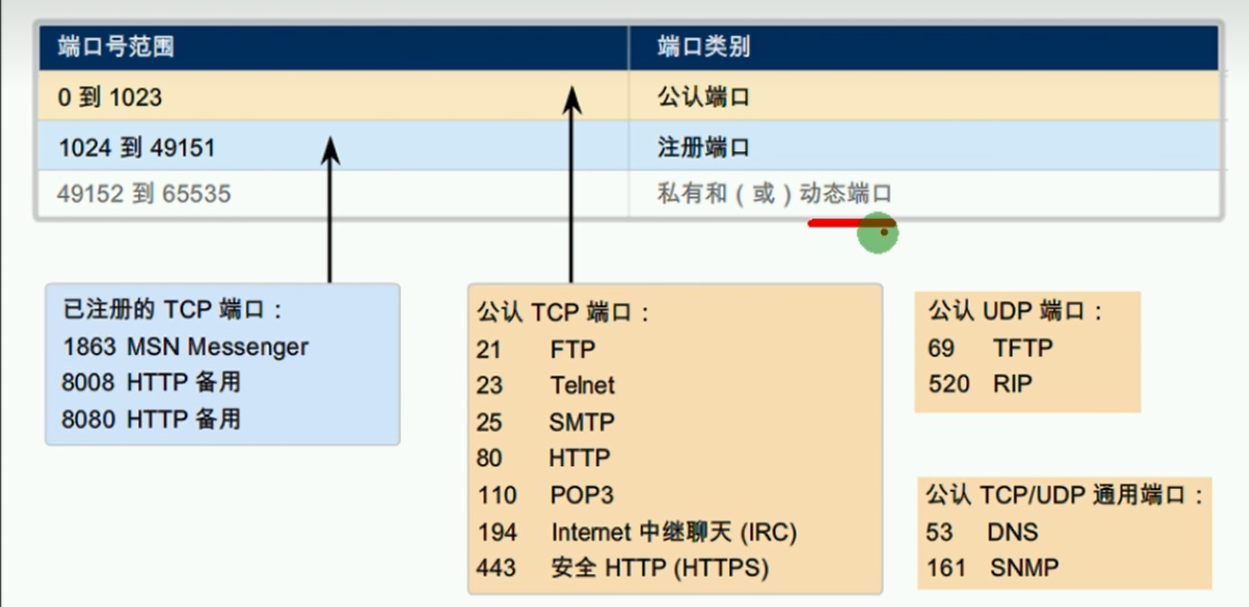 端口号范围 端口类别
0 到 1023 公认端口
1024 到 49151 注册端口
49152 到 65535 私有和 ( 或 ) 动态端口
已注册的 TCP 端口：
1863 MSN Messenger
8008 HTTP 备用
8080 HTTP 备用
公认 TCP 端口：
21 FTP
23 Telnet
25 SMTP
80 HTTP
110 POP3
194 Internet 中继聊天 (IRC)
443 安全 HTTP (HTTPS)
公认 UDP 端口：
69 TFTP
520 RIP
公认 TCP/UDP 通用端口：
53 DNS
161 SNMP